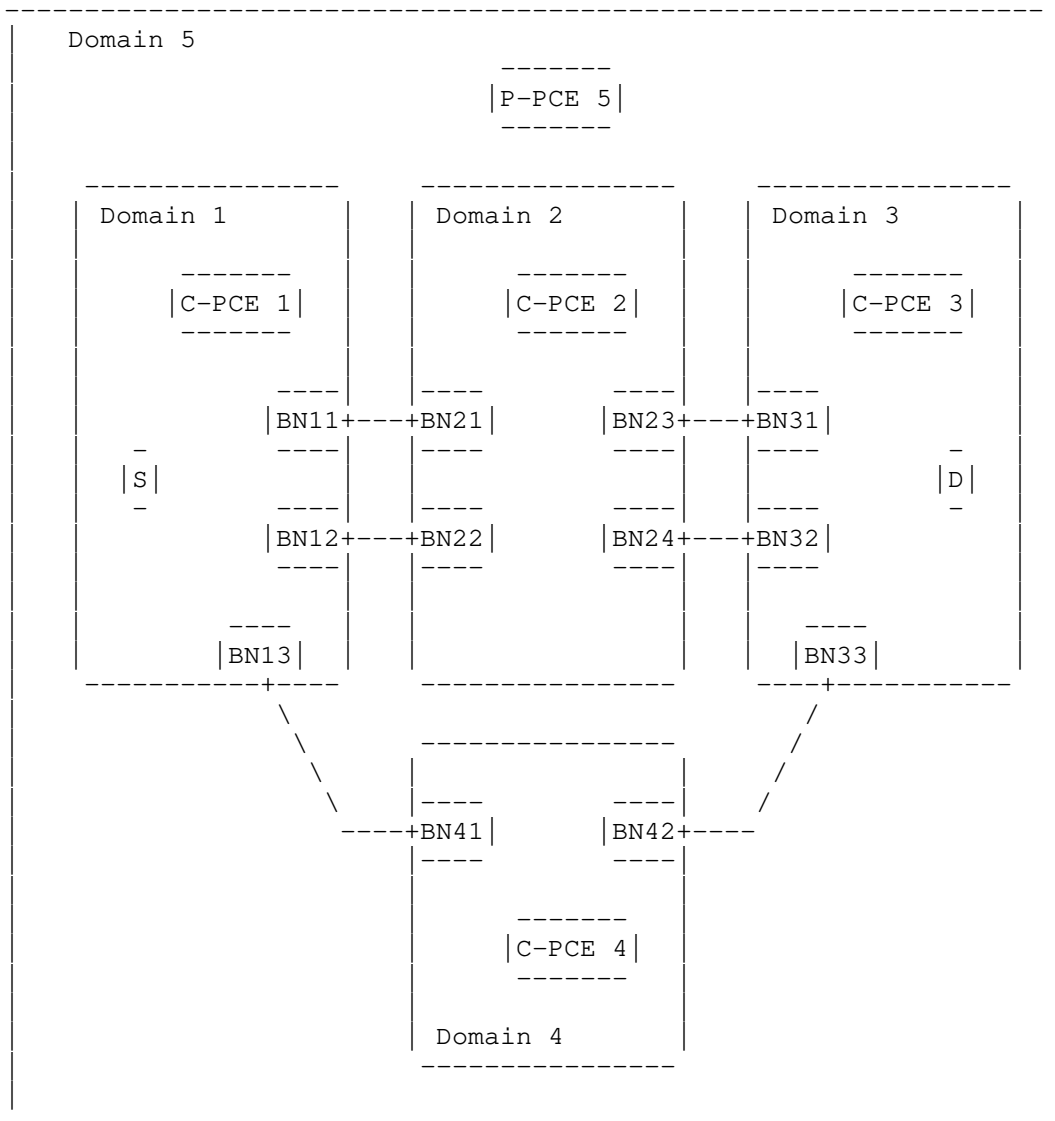 Domain 5
P-PCE 5
Domain 1 Domain 2 Domain 3
C-PCE 1 C-PCE 2 C-PCE 3
BN11 BN21 BN23 BN31
S D
BN12 BN22 BN24 BN32
BN13 BN33
BN41 BN42
C-PCE 4
Domain 4